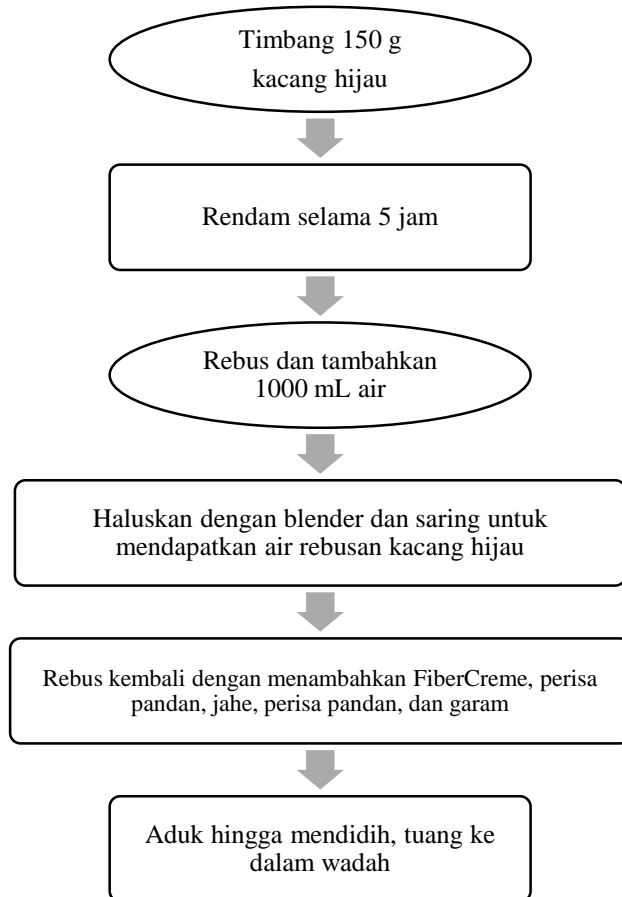 Timbang 150 g
kacang hijau
Rendam selama 5 jam
Rebus dan tambahkan
1000 mL air
Haluskan dengan blender dan saring untuk
mendapatkan air rebusan kacang hijau
Rebus kembali dengan menambahkan FiberCreme, perisa
pandan, jahe, perisa pandan, dan garam
Aduk hingga mendidih, tuang ke
dalam wadah